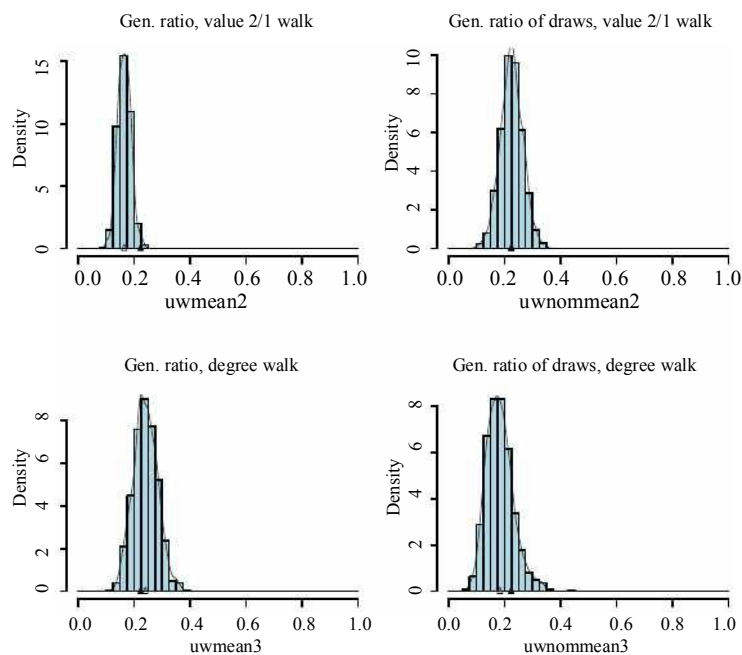 Gen. ratio, value 2/1 walk
Density
0 5 10 15
0.0 0.2 0.4 0.6 0.8 1.0
uwmean2
Gen. ratio of draws, value 2/1 walk
Density
0 2 4 6 8 10
0.0 0.2 0.4 0.6 0.8 1.0
uwnommean2
Gen. ratio, degree walk
Density
0 2 4 6 8
0.0 0.2 0.4 0.6 0.8 1.0
uwmean3
Gen. ratio of draws, degree walk
Density
0 2 4 6 8
0.0 0.2 0.4 0.6 0.8 1.0
uwnommean3